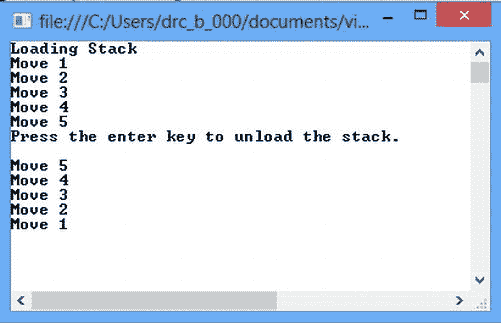 file:///C:/Users/drc_b_000/documents/vi...
Loading Stack
Move 1
Move 2
Move 3
Move 4
Move 5
Press the enter key to unload the stack.
Move 5
Move 4
Move 3
Move 2
Move 1